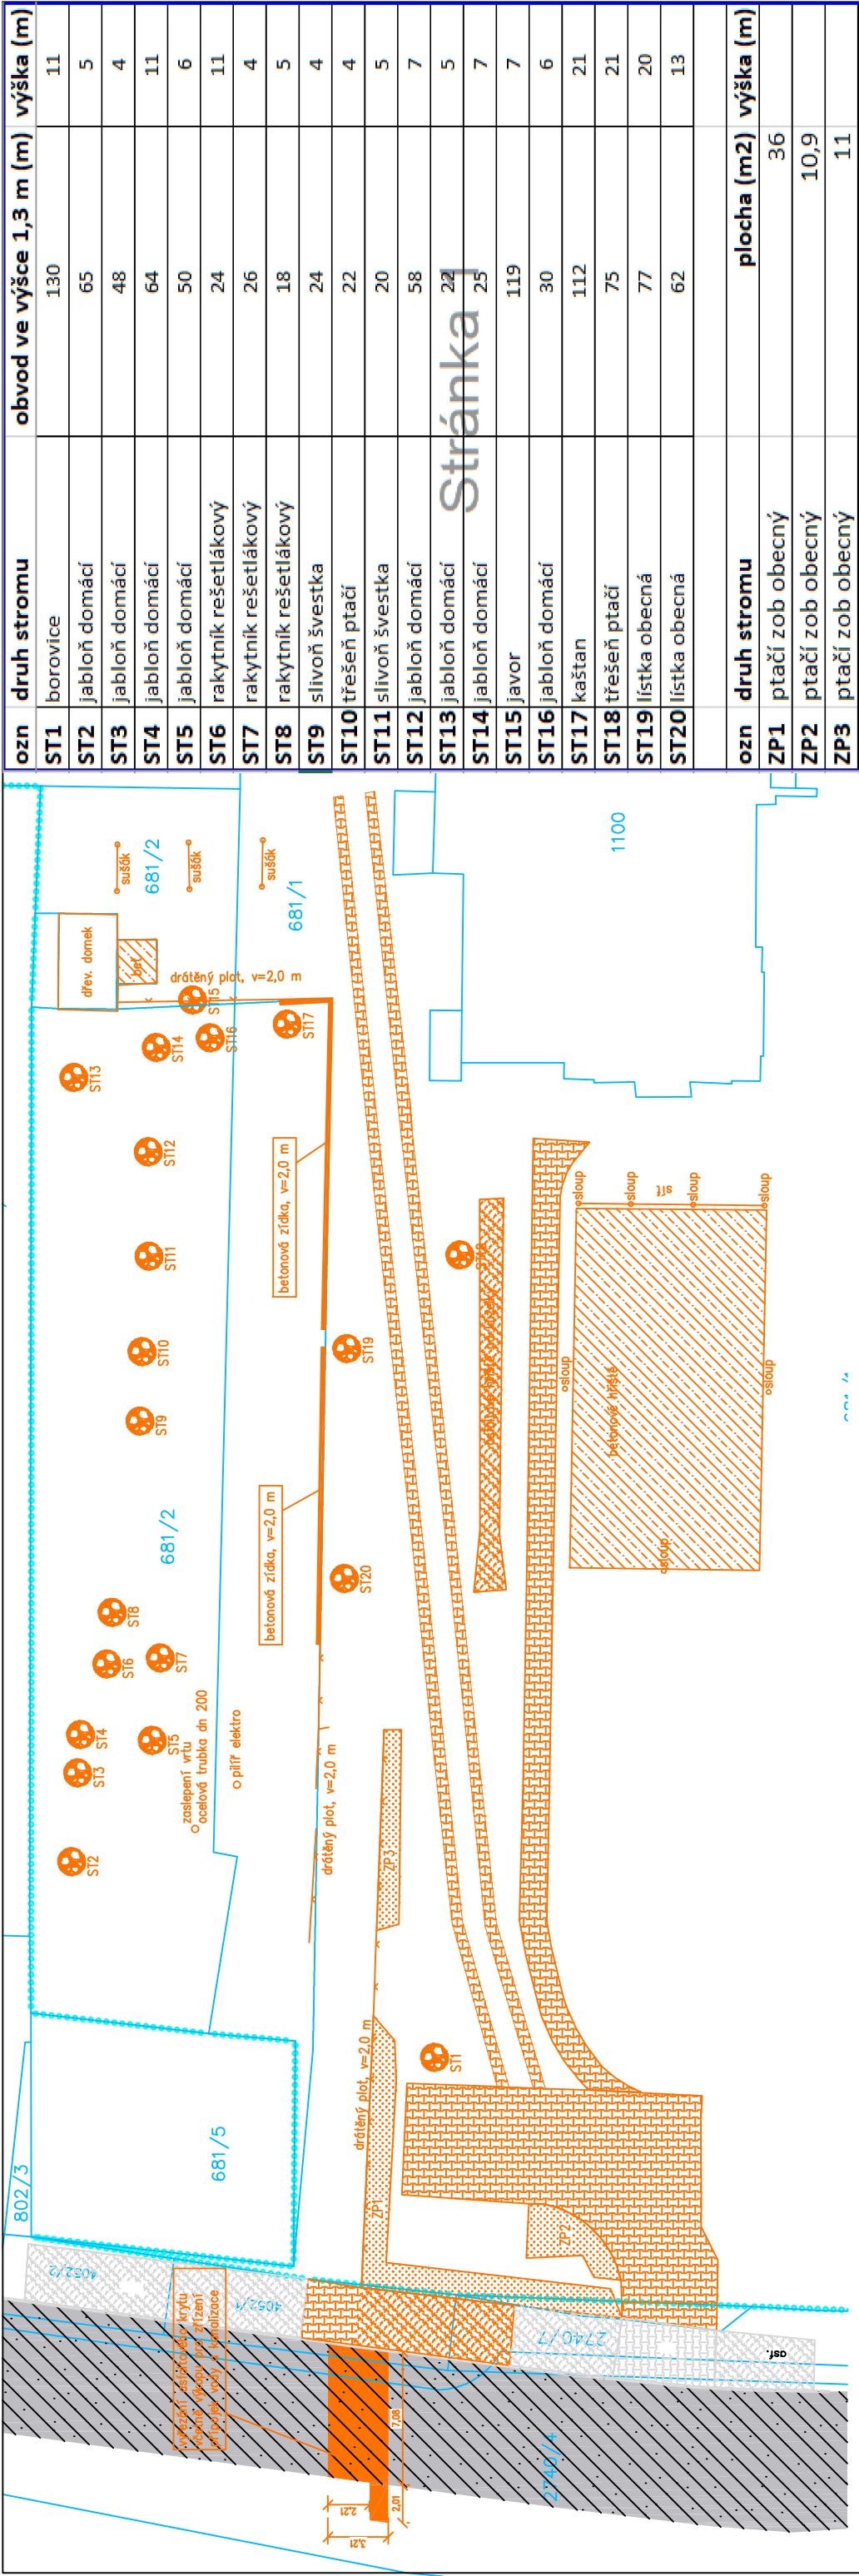 ozn druh stromu obvod ve výšce 1,3 m (m) výška (m)
ST1 borovice 130 11
ST2 jabloň domácí 65 5
ST3 jabloň domácí 48 4
ST4 jabloň domácí 64 11
ST5 jabloň domácí 50 6
ST6 rakytník rešetlákový 24 11
ST7 rakytník rešetlákový 26 4
ST8 rakytník rešetlákový 18 5
ST9 slivoň švestka 24 4
ST10 třešeň ptačí 22 4
ST11 slivoň švestka 20 5
ST12 jabloň domácí 58 7
ST13 jabloň domácí 22 5
ST14 jabloň domácí 25 7
ST15 javor 119 7
ST16 jabloň domácí 30 6
ST17 kaštan 112 21
ST18 třešeň ptačí 75 21
ST19 lístka obecná 77 20
ST20 lístka obecná 62 13
Stránka 1
ozn druh stromu plocha (m2) výška (m)
ZP1 ptačí zob obecný 36
ZP2 ptačí zob obecný 10,9
ZP3 ptačí zob obecný 11
sušák
681/2
sušák
sušák
681/1
1100
dřev. domek
bet
drátěný plot, v=2,0 m
ST15
ST16
ST17
ST14
ST13
ST12
ST11
ST10
ST9
betonová zídka, v=2,0 m
ST19
ST18
sloup
sloup
síť
sloup
sloup
sloup
betonové hřiště
sloup
sloup
681/2
betonová zídka, v=2,0 m
ST20
ST8
ST6
ST7
ST4
ST3
ST5
ST2
zaslepení vrtu
ocelová trubka dn 200
pilíř elektro
drátěný plot, v=2,0 m
ZP3
drátěný plot, v=2,0 m
ST1
802/3
681/5
ZP1
ZP2
4052/2
4052/1
2740/7
asf.
2740/4
7,08
2,01
2,21
3,21